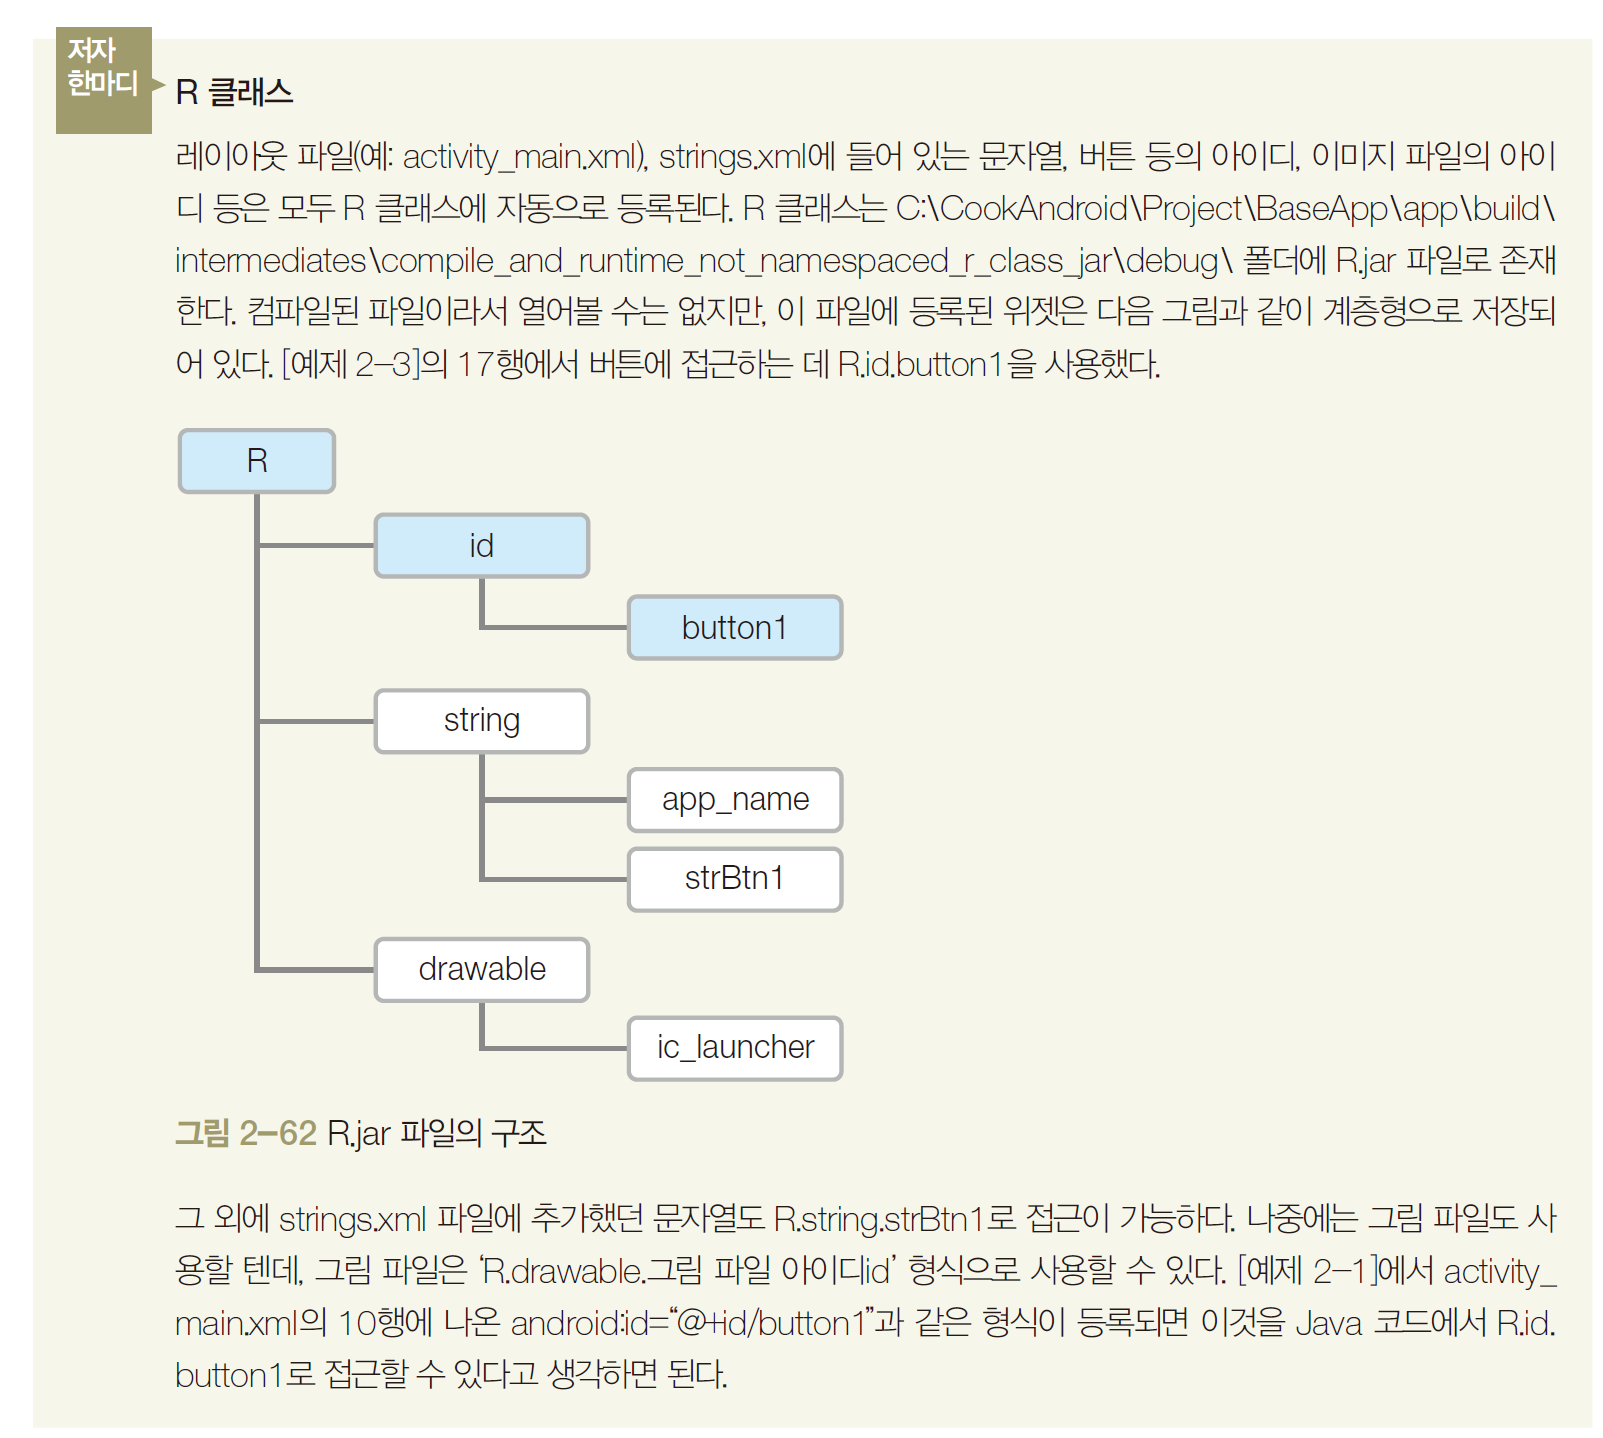 저자
한마디
R 클래스
레이아웃 파일(예: activity_main.xml), strings.xml에 들어 있는 문자열, 버튼 등의 아이디, 이미지 파일의 아이
디 등은 모두 R 클래스에 자동으로 등록된다. R 클래스는 C:\CookAndroid\Project\BaseApp\app\build\
intermediates\compile_and_runtime_not_namespaced_r_class_jar\debug\ 폴더에 R.jar 파일로 존재
한다. 컴파일된 파일이라서 열어볼 수는 없지만, 이 파일에 등록된 위젯은 다음 그림과 같이 계층형으로 저장되
어 있다. [예제 2–3]의 17행에서 버튼에 접근하는 데 R.id.button1을 사용했다.
R
id
button1
string
app_name
strBtn1
drawable
ic_launcher
그림 2–62 R.jar 파일의 구조
그 외에 strings.xml 파일에 추가했던 문자열도 R.string.strBtn1로 접근이 가능하다. 나중에는 그림 파일도 사
용할 텐데, 그림 파일은 ‘R.drawable.그림 파일 아이디id’ 형식으로 사용할 수 있다. [예제 2–1]에서 activity_
main.xml의 10행에 나온 android:id=“@+id/button1”과 같은 형식이 등록되면 이것을 Java 코드에서 R.id.
button1로 접근할 수 있다고 생각하면 된다.